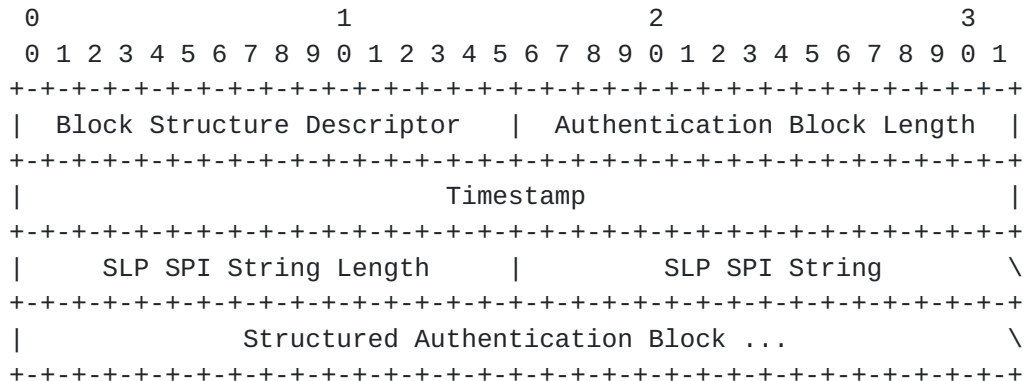 0                   1                   2                   3
 0 1 2 3 4 5 6 7 8 9 0 1 2 3 4 5 6 7 8 9 0 1 2 3 4 5 6 7 8 9 0 1
+-+-+-+-+-+-+-+-+-+-+-+-+-+-+-+-+-+-+-+-+-+-+-+-+-+-+-+-+-+-+-+-+
|  Block Structure Descriptor   |  Authentication Block Length  |
+-+-+-+-+-+-+-+-+-+-+-+-+-+-+-+-+-+-+-+-+-+-+-+-+-+-+-+-+-+-+-+-+
|                           Timestamp                           |
+-+-+-+-+-+-+-+-+-+-+-+-+-+-+-+-+-+-+-+-+-+-+-+-+-+-+-+-+-+-+-+-+
|     SLP SPI String Length     |         SLP SPI String        \
+-+-+-+-+-+-+-+-+-+-+-+-+-+-+-+-+-+-+-+-+-+-+-+-+-+-+-+-+-+-+-+-+
|              Structured Authentication Block ...              \
+-+-+-+-+-+-+-+-+-+-+-+-+-+-+-+-+-+-+-+-+-+-+-+-+-+-+-+-+-+-+-+-+